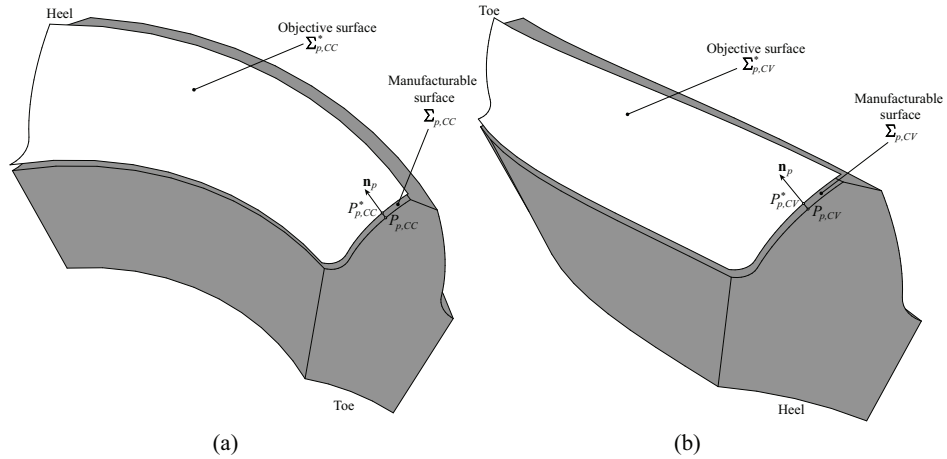 Heel
Objective surface
Σ*p,CC
Manufacturable
surface
Σp,CC
np
P*p,CC
Pp,CC
Toe
(a)
Toe
Objective surface
Σ*p,CV
Manufacturable
surface
Σp,CV
np
P*p,CV
Pp,CV
Heel
(b)